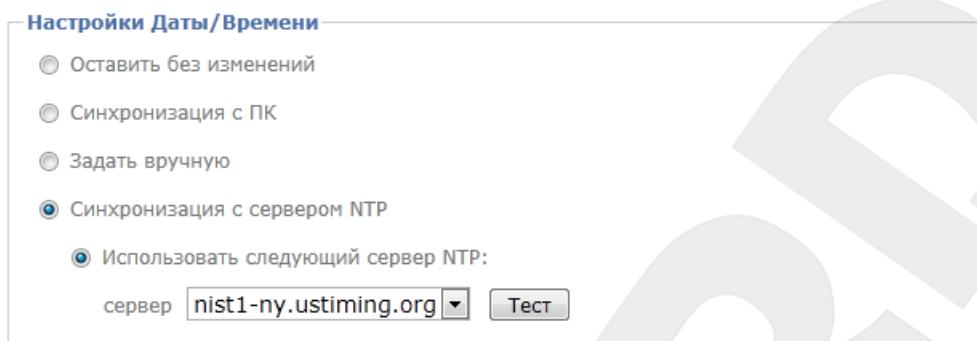 Настройки Даты/Времени
Оставить без изменений
Синхронизация с ПК
Задать вручную
Синхронизация с сервером NTP
Использовать следующий сервер NTP:
сервер nist1-ny.ustiming.org Тест